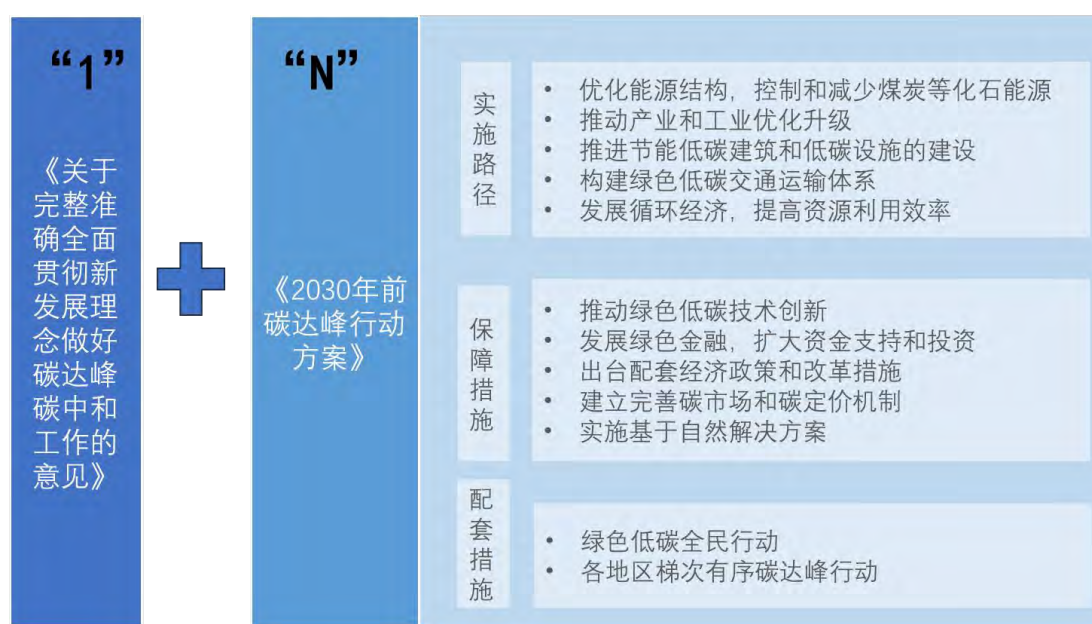 “1”
《关于
完整准
确全面
贯彻新
发展理
念做好
碳达峰
碳中和
工作的
意见》
“N”
《2030年前
碳达峰行动
方案》
实施路径
• 优化能源结构，控制和减少煤炭等化石能源
• 推动产业和工业优化升级
• 推进节能低碳建筑和低碳设施的建设
• 构建绿色低碳交通运输体系
• 发展循环经济，提高资源利用效率
保障措施
• 推动绿色低碳技术创新
• 发展绿色金融，扩大资金支持和投资
• 出台配套经济政策和改革措施
• 建立完善碳市场和碳定价机制
• 实施基于自然解决方案
配套措施
• 绿色低碳全民行动
• 各地区梯次有序碳达峰行动